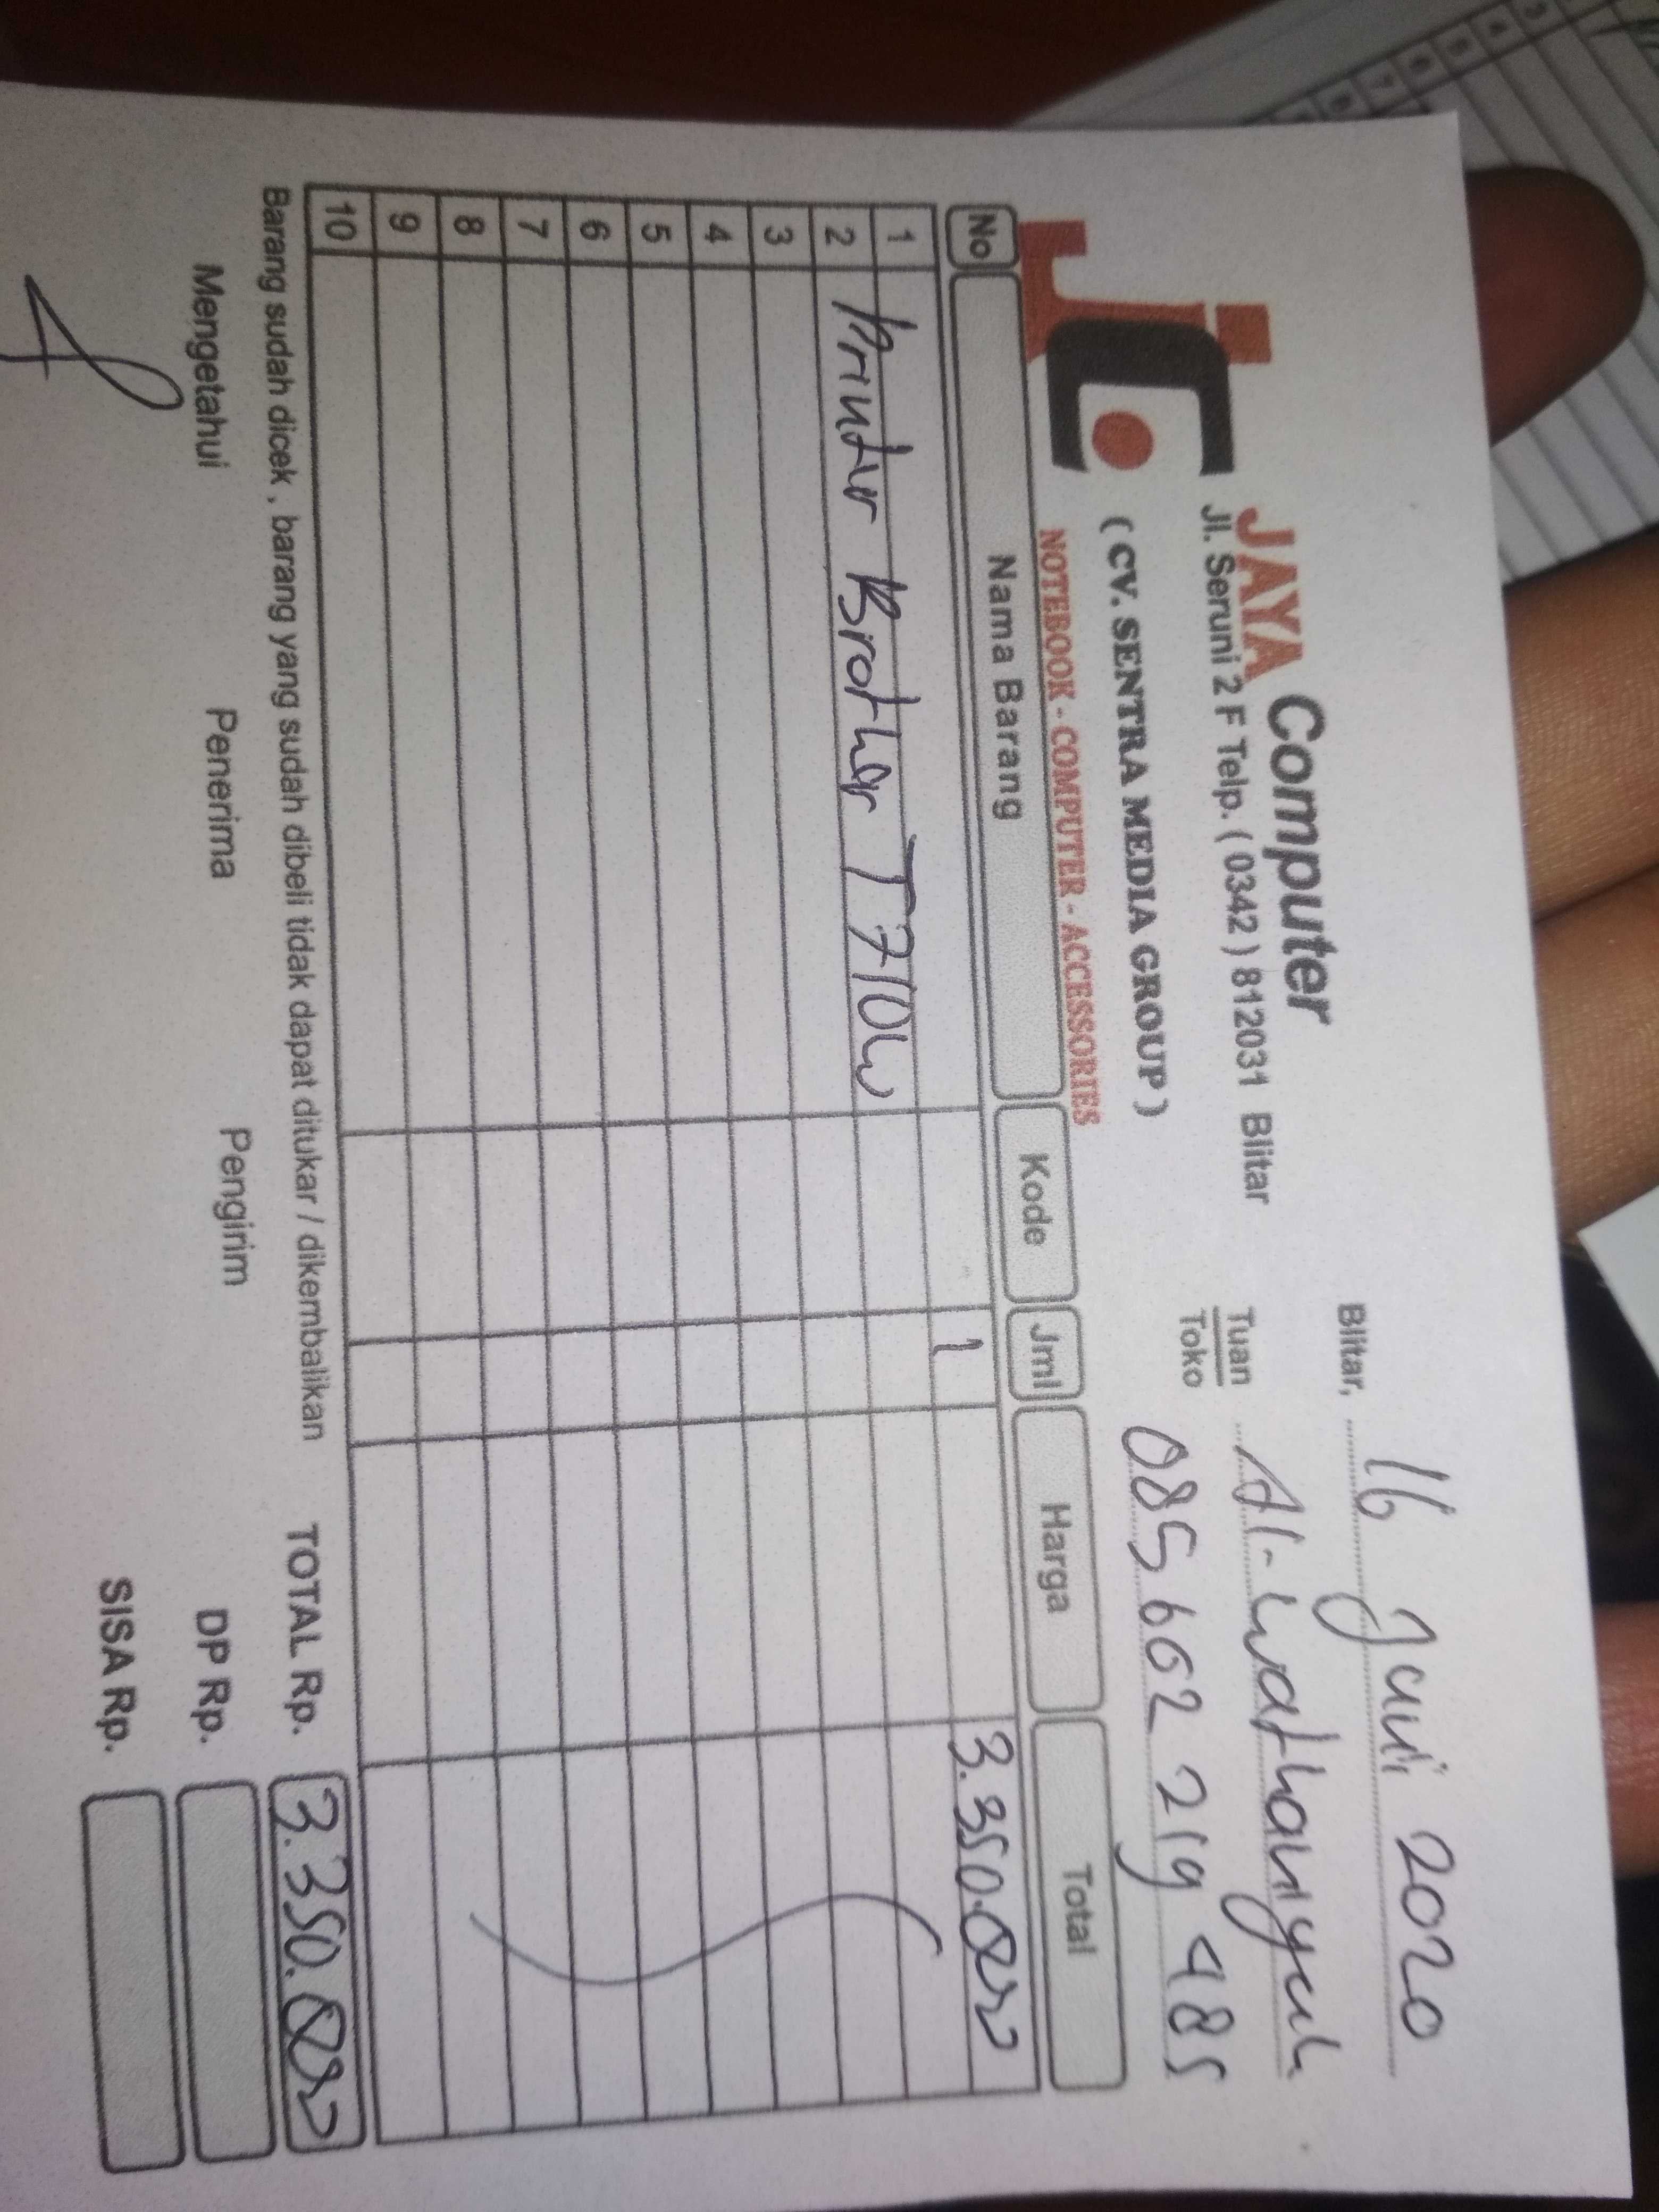 JAYA Computer
Jl. Seruni 2 F Telp. ( 0342 ) 812031 Blitar
( CV. SENTRA MEDIA GROUP )
NOTEBOOK - COMPUTER - ACCESSORIES
Blitar, 16 Juni 2020
Tuan Al-wathaniyah
Toko 085 602 219 485
No Nama Barang Kode Jml Harga Total
1 Printer Brother T710w 1 3.350.000
2
3
4
5
6
7
8
9
10
Barang sudah dicek , barang yang sudah dibeli tidak dapat ditukar / dikembalikan
TOTAL Rp. 3.350.000
Mengetahui Penerima Pengirim
DP Rp.
SISA Rp.